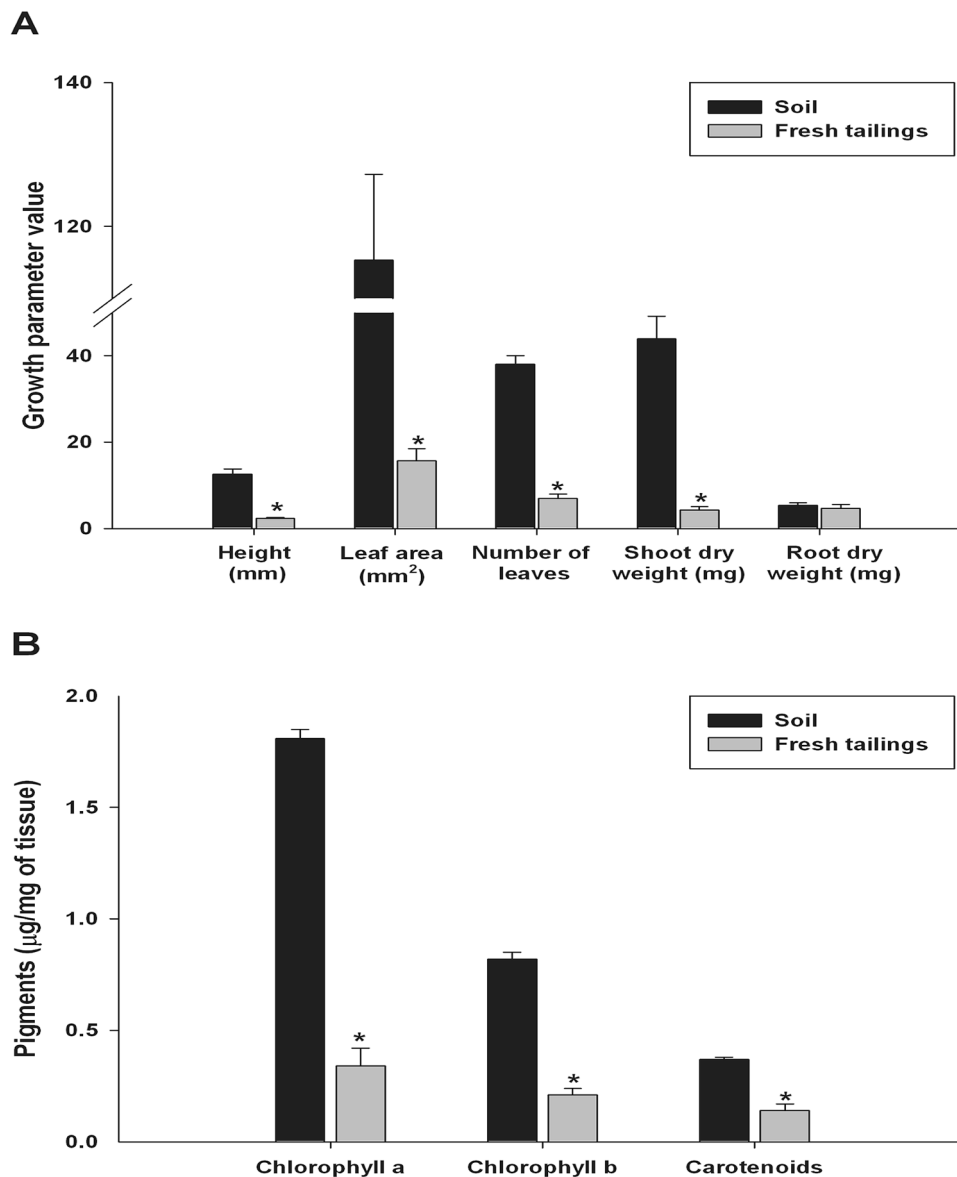 A
140
120
40
20
0
Growth parameter value
Soil
Fresh tailings
*
*
*
*
Height
(mm)
Leaf area
(mm²)
Number of
leaves
Shoot dry
weight (mg)
Root dry
weight (mg)
B
2.0
1.5
1.0
0.5
0.0
Pigments (μg/mg of tissue)
Soil
Fresh tailings
*
*
*
Chlorophyll a
Chlorophyll b
Carotenoids